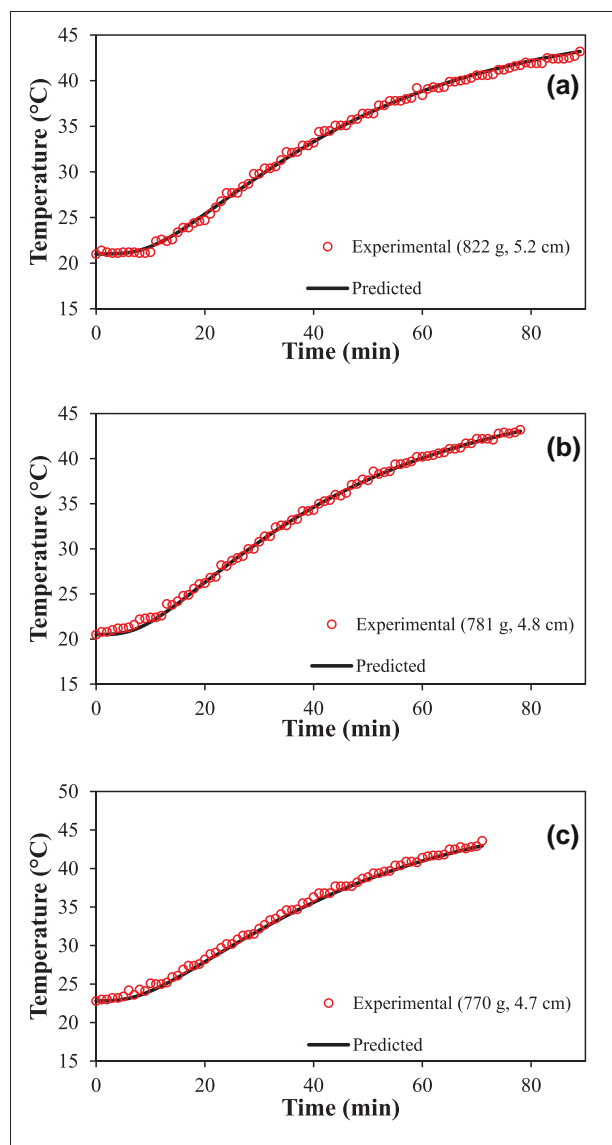 45
40
35
30
25
20
15
Temperature (°C)
(a)
Experimental (822 g, 5.2 cm)
Predicted
0 20 40 60 80
Time (min)
45
40
35
30
25
20
15
Temperature (°C)
(b)
Experimental (781 g, 4.8 cm)
Predicted
0 20 40 60 80
Time (min)
50
45
40
35
30
25
20
15
Temperature (°C)
(c)
Experimental (770 g, 4.7 cm)
Predicted
0 20 40 60 80
Time (min)